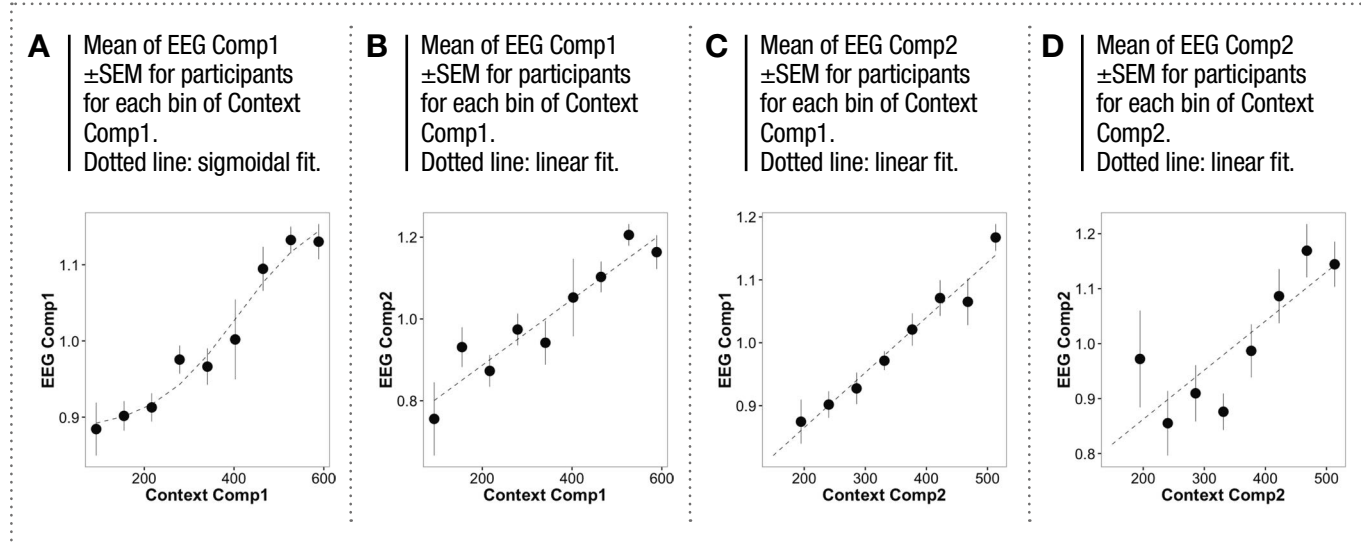 A
Mean of EEG Comp1
±SEM for participants
for each bin of Context
Comp1.
Dotted line: sigmoidal fit.
B
Mean of EEG Comp1
±SEM for participants
for each bin of Context
Comp1.
Dotted line: linear fit.
C
Mean of EEG Comp2
±SEM for participants
for each bin of Context
Comp1.
Dotted line: linear fit.
D
Mean of EEG Comp2
±SEM for participants
for each bin of Context
Comp2.
Dotted line: linear fit.
EEG Comp1
1.1
1.0
0.9
200 400 600
Context Comp1
EEG Comp2
1.2
1.0
0.8
200 400 600
Context Comp1
EEG Comp1
1.2
1.1
1.0
0.9
200 300 400 500
Context Comp2
EEG Comp2
1.2
1.1
1.0
0.9
0.8
200 300 400 500
Context Comp2